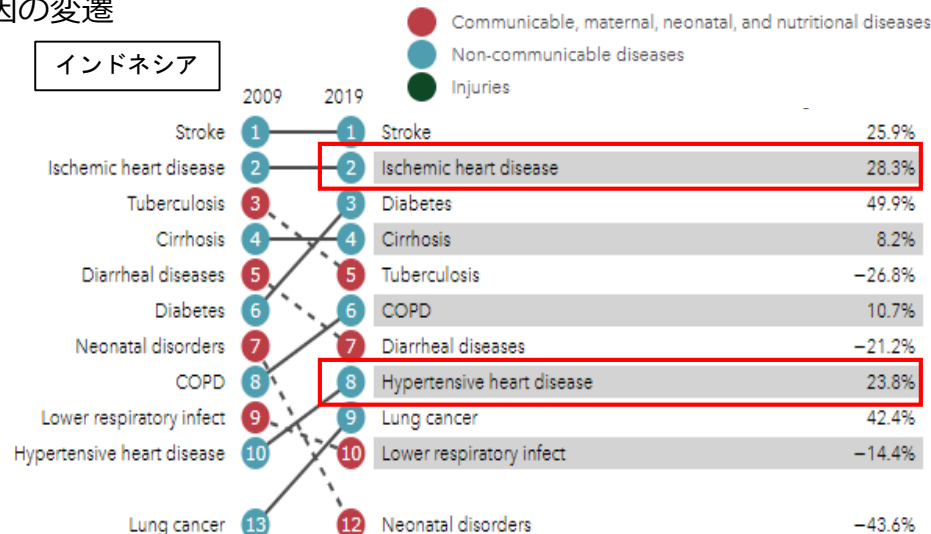 因の変遷
Communicable, maternal, neonatal, and nutritional diseases
Non-communicable diseases
Injuries
インドネシア
2009 2019
Stroke 1 1 Stroke 25.9%
Ischemic heart disease 2 2 Ischemic heart disease 28.3%
Tuberculosis 3 3 Diabetes 49.9%
Cirrhosis 4 4 Cirrhosis 8.2%
Diarrheal diseases 5 5 Tuberculosis −26.8%
Diabetes 6 6 COPD 10.7%
Neonatal disorders 7 7 Diarrheal diseases −21.2%
COPD 8 8 Hypertensive heart disease 23.8%
Lower respiratory infect 9 9 Lung cancer 42.4%
Hypertensive heart disease 10 10 Lower respiratory infect −14.4%
Lung cancer 13 12 Neonatal disorders −43.6%